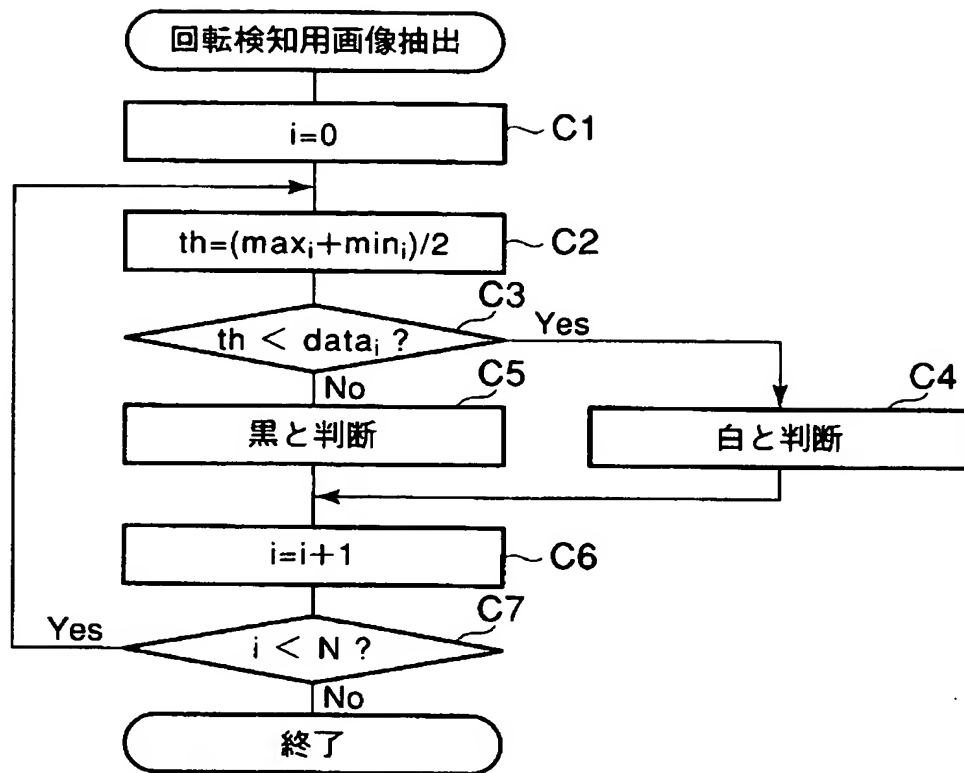 回転検知用画像抽出
i=0
C1
th=(maxᵢ+minᵢ)/2
C2
C3
th < dataᵢ ?
Yes
No
C5
C4
黒と判断
白と判断
i=i+1
C6
C7
Yes
i < N ?
No
終了